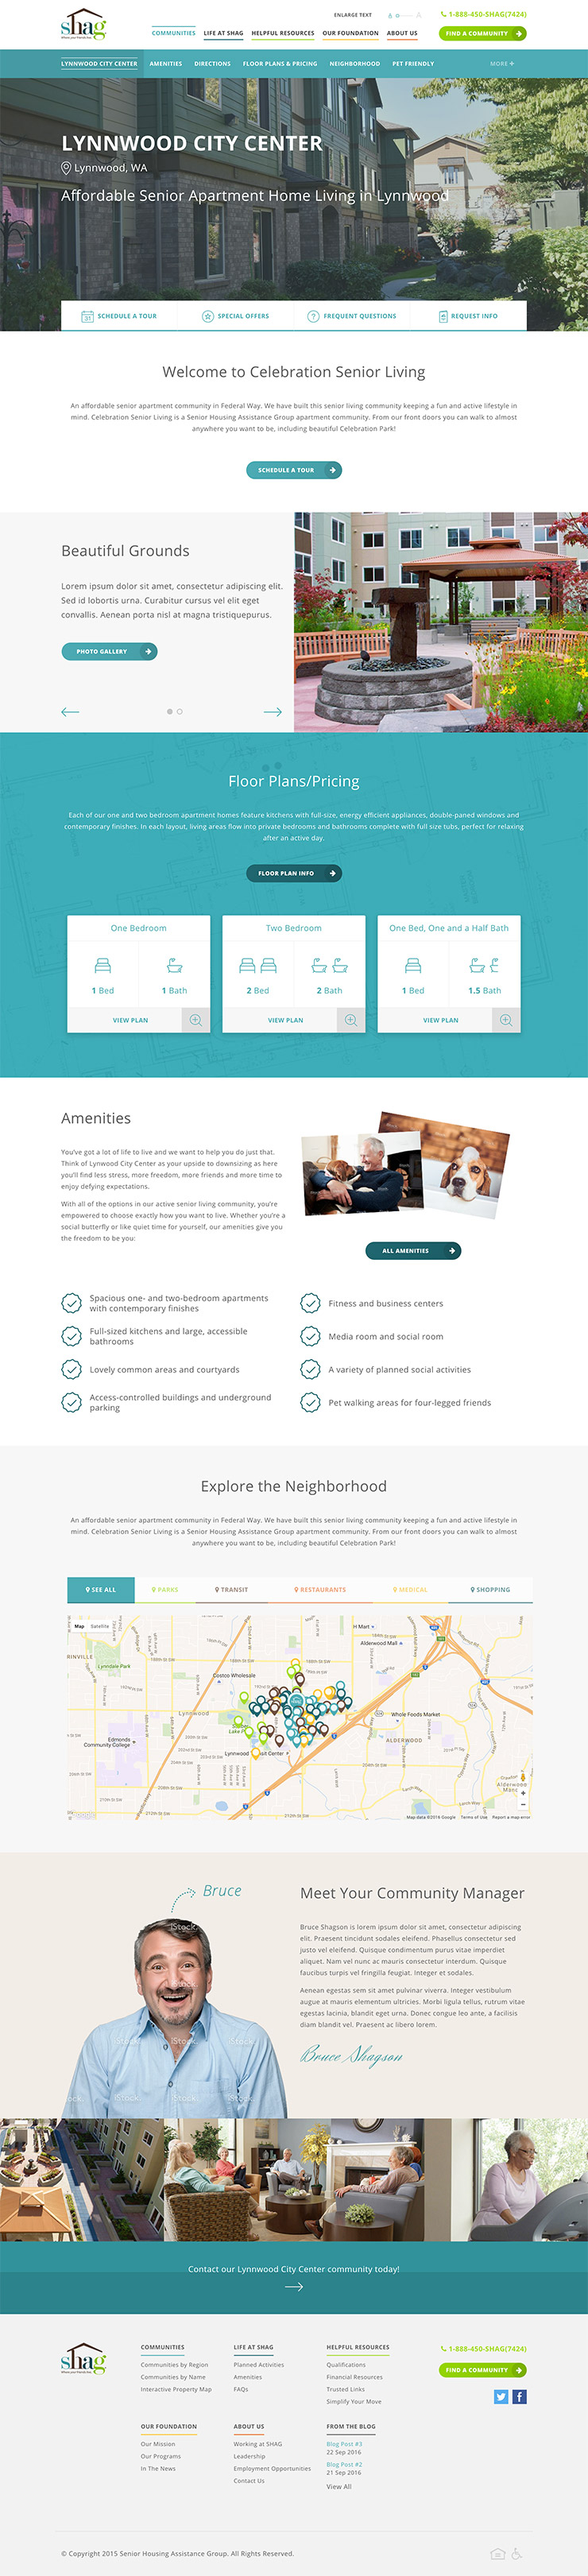 shag
ENLARGE TEXT A A
1-888-450-SHAG(7424)
COMMUNITIES LIFE AT SHAG HELPFUL RESOURCES OUR FOUNDATION ABOUT US
FIND A COMMUNITY
LYNNWOOD CITY CENTER AMENITIES DIRECTIONS FLOOR PLANS & PRICING NEIGHBORHOOD PET FRIENDLY MORE +
LYNNWOOD CITY CENTER
Lynnwood, WA
Affordable Senior Apartment Home Living in Lynnwood
SCHEDULE A TOUR SPECIAL OFFERS FREQUENT QUESTIONS REQUEST INFO
Welcome to Celebration Senior Living
An affordable senior apartment community in Federal Way. We have built this senior living community keeping a fun and active lifestyle in
mind. Celebration Senior Living is a Senior Housing Assistance Group apartment community. From our front doors you can walk to almost
anywhere you want to be, including beautiful Celebration Park!
SCHEDULE A TOUR
Beautiful Grounds
Lorem ipsum dolor sit amet, consectetur adipiscing elit.
Sed id lobortis urna. Curabitur cursus vel elit eget
convallis. Aenean porta nisl at magna tristiquepurus.
PHOTO GALLERY
Floor Plans/Pricing
Each of our one and two bedroom apartment homes feature kitchens with full-size, energy efficient appliances, double-paned windows and
contemporary finishes. In each layout, living areas flow into private bedrooms and bathrooms complete with full size tubs, perfect for relaxing
after an active day.
FLOOR PLAN INFO
One Bedroom
1 Bed 1 Bath
VIEW PLAN
Two Bedroom
2 Bed 2 Bath
VIEW PLAN
One Bed, One and a Half Bath
1 Bed 1.5 Bath
VIEW PLAN
Amenities
You've got a lot of life to live and we want to help you do just that.
Think of Lynwood City Center as your upside to downsizing as here
you'll find less stress, more freedom, more friends and more time to
enjoy defying expectations.
With all of the options in our active senior living community, you're
empowered to choose exactly how you want to live. Whether you're a
social butterfly or like quiet time for yourself, our amenities give you
the freedom to be you:
ALL AMENITIES
Spacious one- and two-bedroom apartments
with contemporary finishes
Full-sized kitchens and large, accessible
bathrooms
Lovely common areas and courtyards
Access-controlled buildings and underground
parking
Fitness and business centers
Media room and social room
A variety of planned social activities
Pet walking areas for four-legged friends
Explore the Neighborhood
An affordable senior apartment community in Federal Way. We have built this senior living community keeping a fun and active lifestyle in
mind. Celebration Senior Living is a Senior Housing Assistance Group apartment community. From our front doors you can walk to almost
anywhere you want to be, including beautiful Celebration Park!
SEE ALL PARKS TRANSIT RESTAURANTS MEDICAL SHOPPING
Map Satellite
H Mart
Alderwood Mall
Lynndale Park
Costco Wholesale
Lynnwood
Whole Foods Market
Edmonds
Community College
ALDERWOOD
Alderwood
Manor
Map data ©2016 Google Terms of Use Report a map error
Bruce
iStock
Meet Your Community Manager
Bruce Shagson is lorem ipsum dolor sit amet, consectetur adipiscing
elit. Praesent tincidunt sodales eleifend. Phasellus consectetur sed
justo vel eleifend. Quisque condimentum purus vitae imperdiet
aliquet. Nam vel nunc ac mauris consectetur interdum. Quisque
faucibus turpis vel fringilla feugiat. Integer et sodales.
Aenean egestas sem sit amet pulvinar viverra. Integer vestibulum
augue at mauris elementum ultricies. Morbi ligula tellus, rutrum vitae
egestas lacinia, blandit eget urna. Donec congue leo ante, a facilisis
diam blandit vel. Praesent ac libero lorem.
Bruce Shagson
Contact our Lynnwood City Center community today!
shag
COMMUNITIES
Communities by Region
Communities by Name
Interactive Property Map
LIFE AT SHAG
Planned Activities
Amenities
FAQs
HELPFUL RESOURCES
Qualifications
Financial Resources
Trusted Links
Simplify Your Move
1-888-450-SHAG(7424)
FIND A COMMUNITY
OUR FOUNDATION
Our Mission
Our Programs
In The News
ABOUT US
Working at SHAG
Leadership
Employment Opportunities
Contact Us
FROM THE BLOG
Blog Post #3
22 Sep 2016
Blog Post #2
21 Sep 2016
View All
© Copyright 2015 Senior Housing Assistance Group. All Rights Reserved.